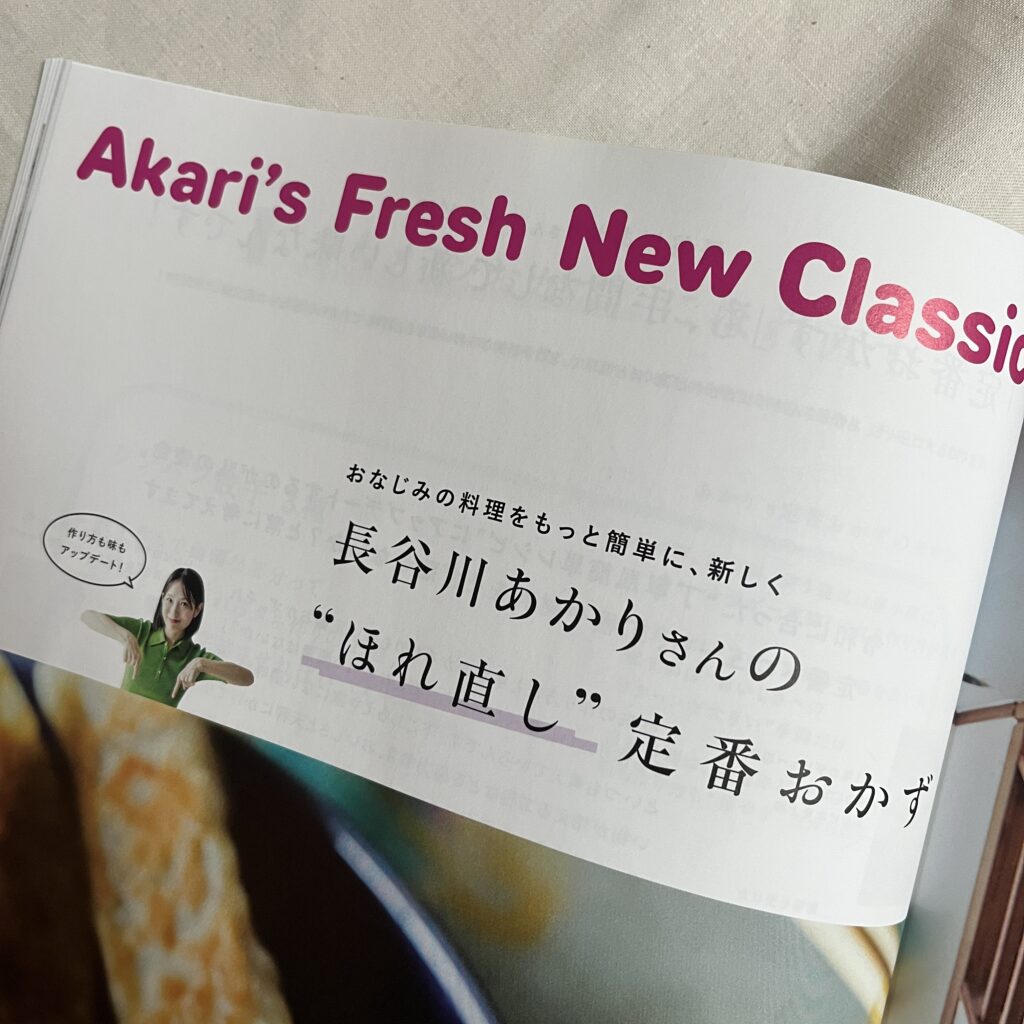 Akari's Fresh New Classic
おなじみの料理をもっと簡単に、新しく
長谷川あかりさんの
“ほれ直し”定番おかず
作り方も味も
アップデート!